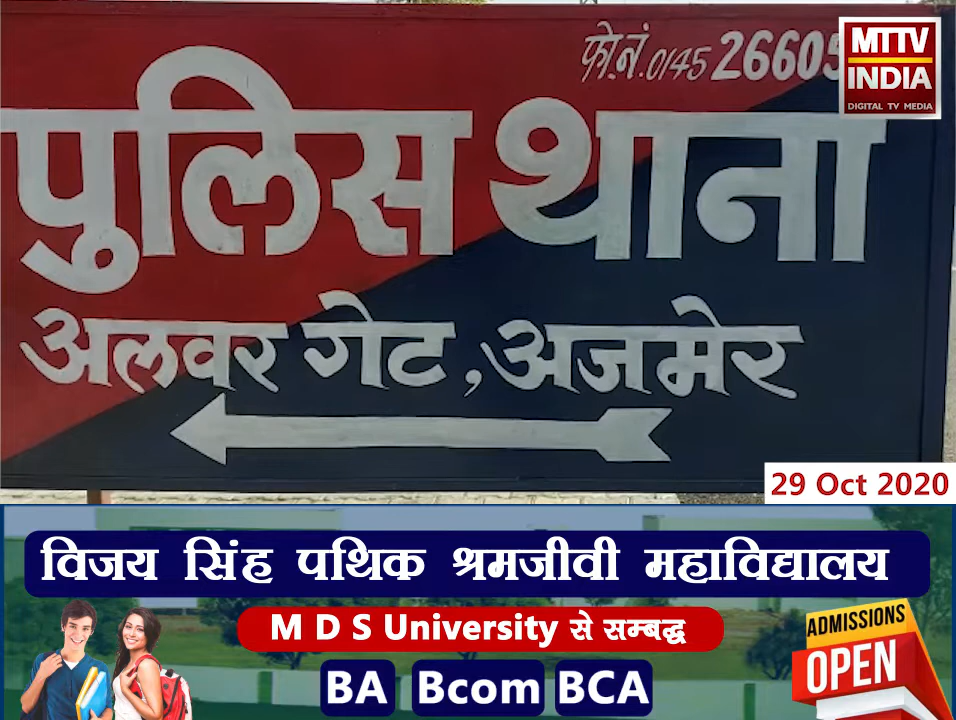 फो.नं.0145 26605
MTTV
INDIA
DIGITAL TV MEDIA
पुलिस थाना
अलवर गेट,अजमेर
29 Oct 2020
विजय सिंह पथिक श्रमजीवी महाविद्यालय
M D S University से सम्बद्ध
BA Bcom BCA
ADMISSIONS
OPEN